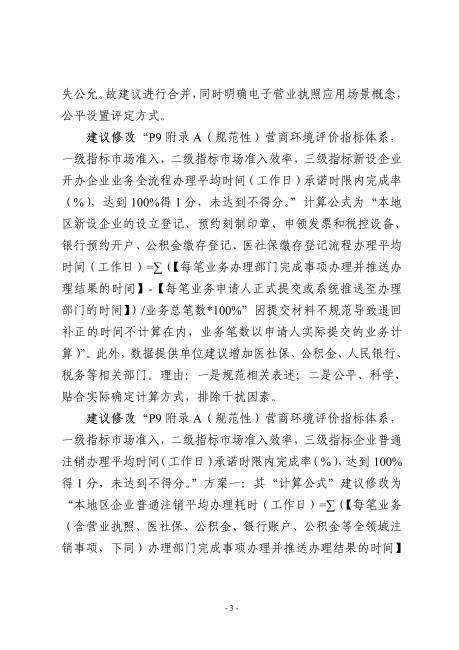 失公允。故建议进行合并，同时明确电子营业执照应用场景概念，
公平设置评定方式。
建议修改“P9 附录 A（规范性）营商环境评价指标体系，
一级指标市场准入，二级指标市场准入效率，三级指标新设企业
开办企业业务全流程办理平均时间（工作日）承诺时限内完成率
（%），达到 100%得 1 分，未达到不得分。”计算公式为“本地
区新设企业的设立登记、预约刻制印章、申领发票和税控设备、
银行预约开户、公积金缴存登记、医社保缴存登记流程办理平均
时间（工作日）=∑（【每笔业务办理部门完成事项办理并推送办
理结果的时间】-【每笔业务申请人正式提交或系统推送至办理
部门的时间】）/业务总笔数*100%”因提交材料不规范导致退回
补正的时间不计算在内，业务笔数以申请人实际提交的业务计
算）”。此外，数据提供单位建议增加医社保、公积金、人民银行、
税务等相关部门。理由：一是规范相关表述；二是公平、科学、
贴合实际确定计算方式，排除干扰因素。
建议修改“P9 附录 A（规范性）营商环境评价指标体系，
一级指标市场准入，二级指标市场准入效率，三级指标企业普通
注销办理平均时间（工作日）承诺时限内完成率（%），达到 100%
得 1 分，未达到不得分。”方案一：其“计算公式”建议修改为
“本地区企业普通注销平均办理耗时（工作日）=∑（【每笔业务
（含营业执照、医社保、公积金、银行账户、公积金等全领域注
销事项，下同）办理部门完成事项办理并推送办理结果的时间】
- 3 -